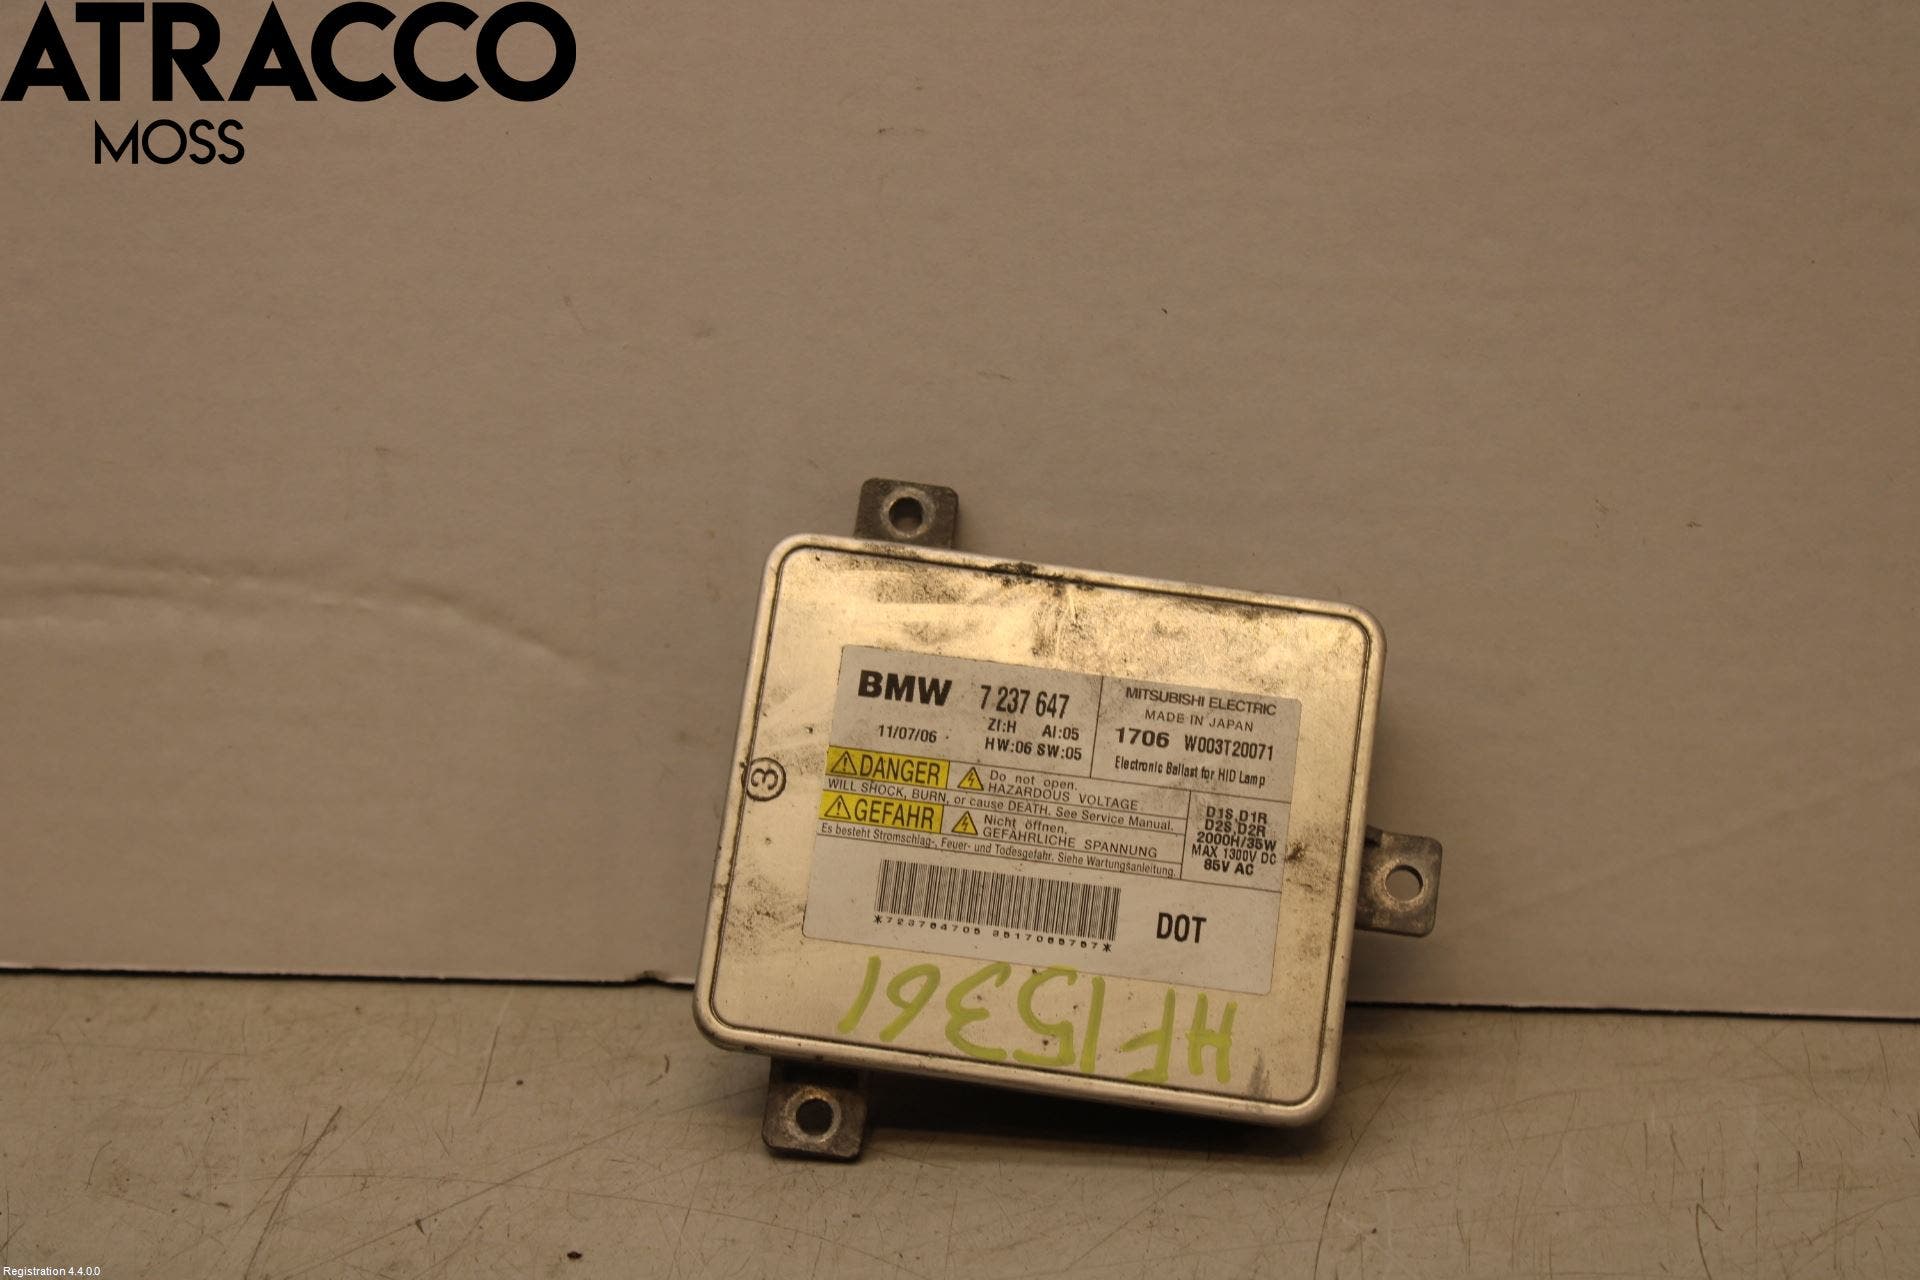 ATRACCO
MOSS
BMW 7 237 647
ZI:H AI:05
11/07/06 HW:06 SW:05
MITSUBISHI ELECTRIC
MADE IN JAPAN
1706 W003T20071
Electronic Ballast for HID Lamp
DANGER Do not open.
HAZARDOUS VOLTAGE
WILL SHOCK, BURN, or cause DEATH. See Service Manual.
GEFAHR Nicht öffnen.
GEFÄHRLICHE SPANNUNG
Es besteht Stromschlag-, Feuer- und Todesgefahr. Siehe Wartungsanleitung.
D1S,D1R
D2S,D2R
2000H/35W
MAX 1300V DC
85V AC
DOT
3
HF15361
Registration 4.4.0.0